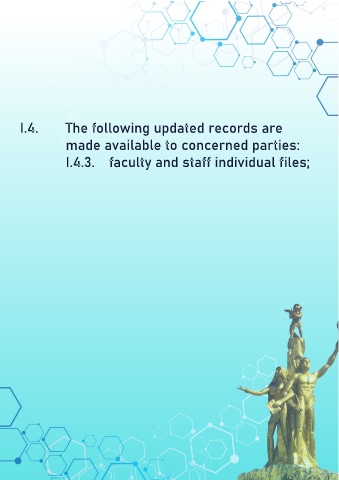 I.4. The following updated records are
made available to concerned parties:
I.4.3. faculty and staff individual files;